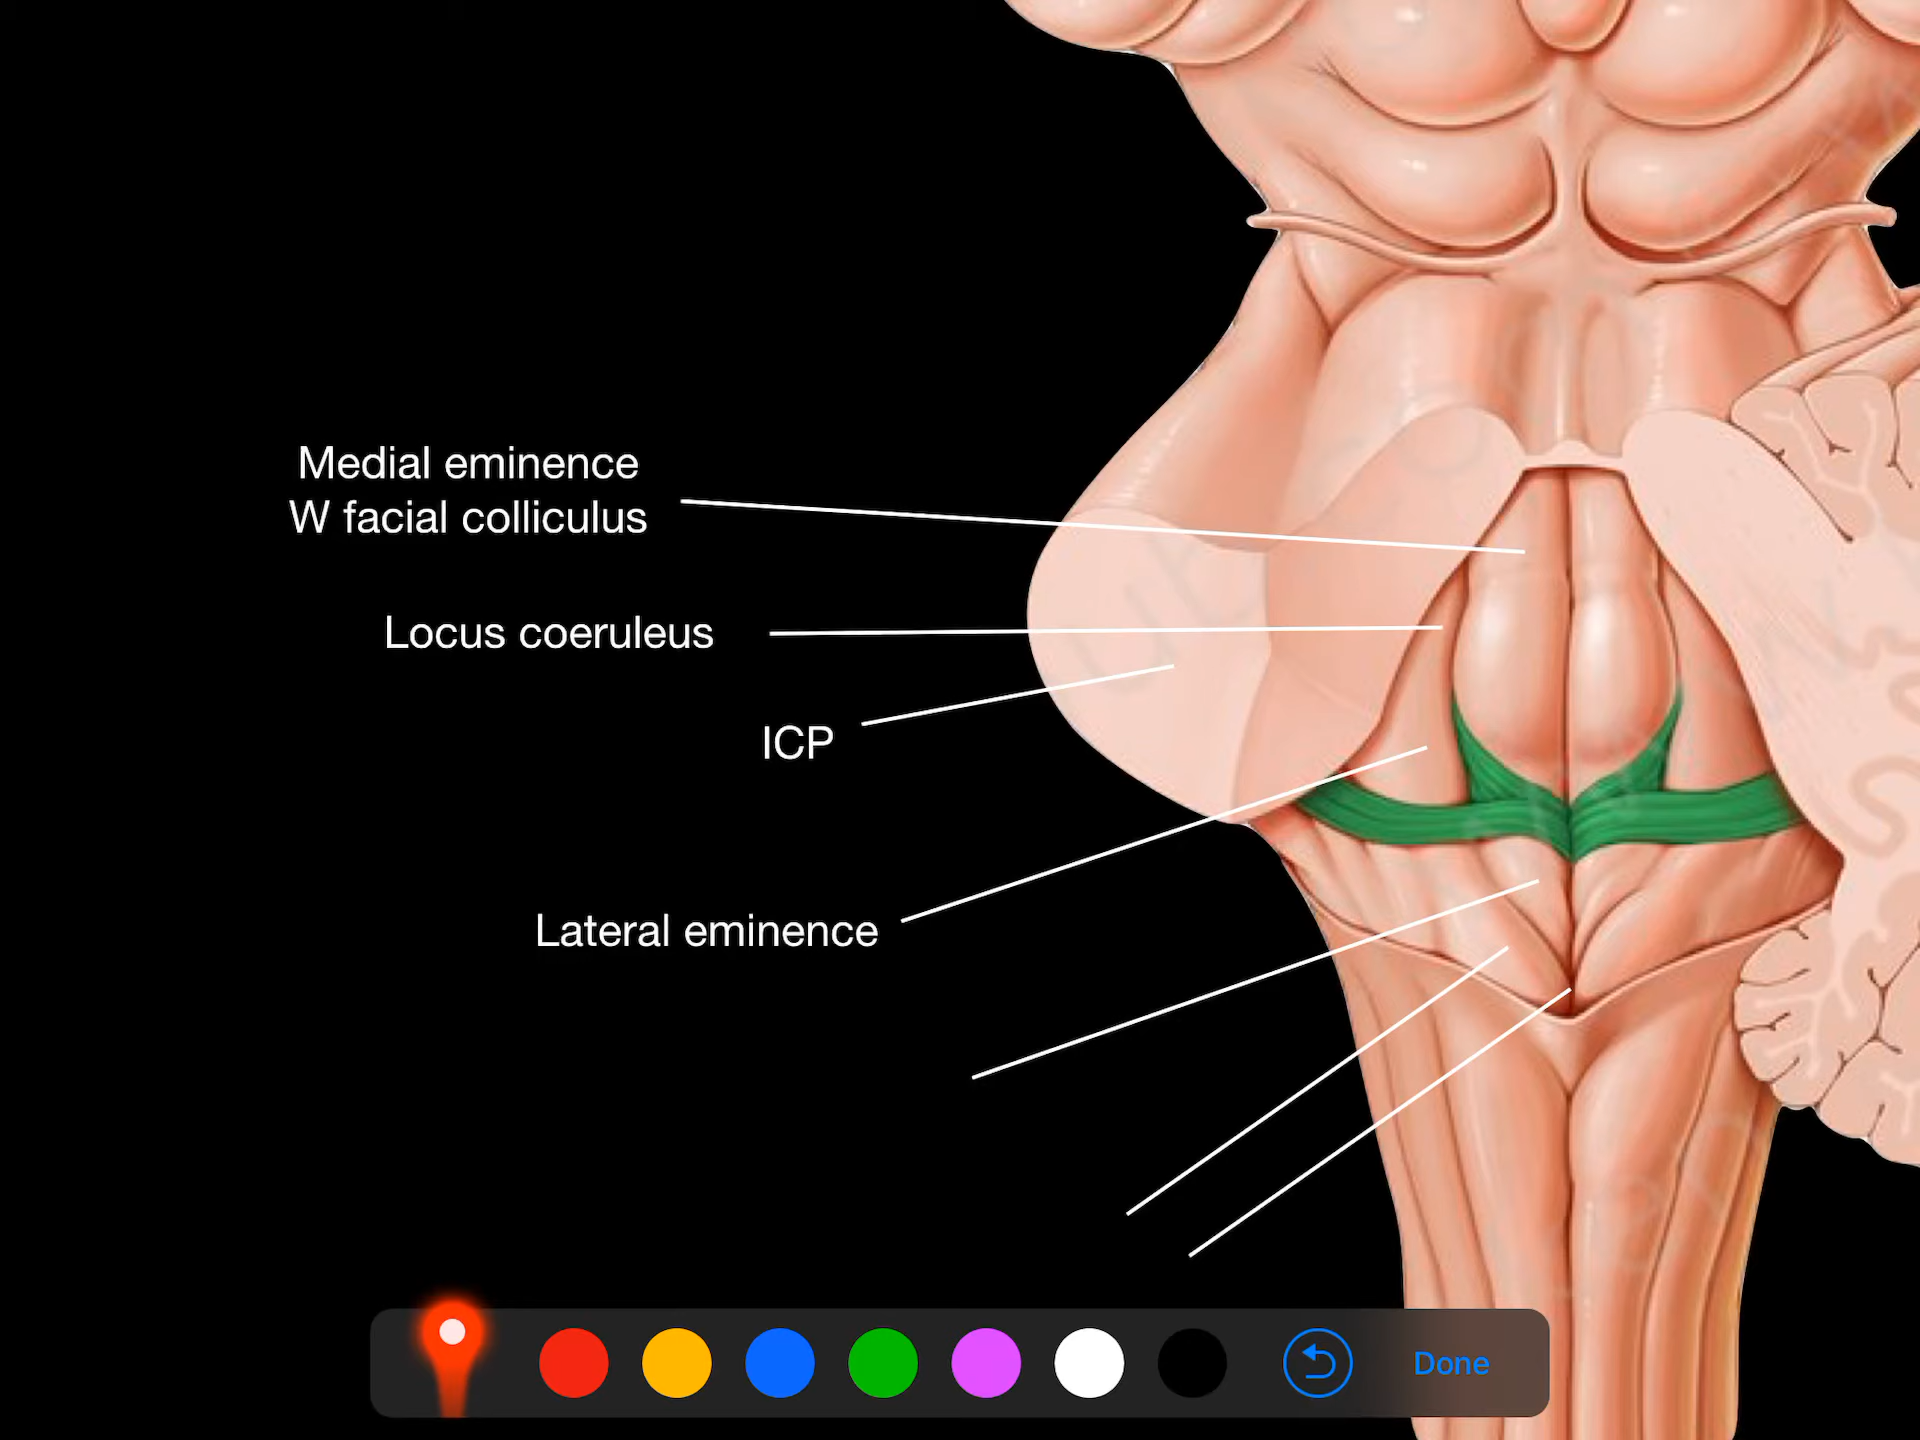 Medial eminence
W facial colliculus
Locus coeruleus
ICP
Lateral eminence
Done